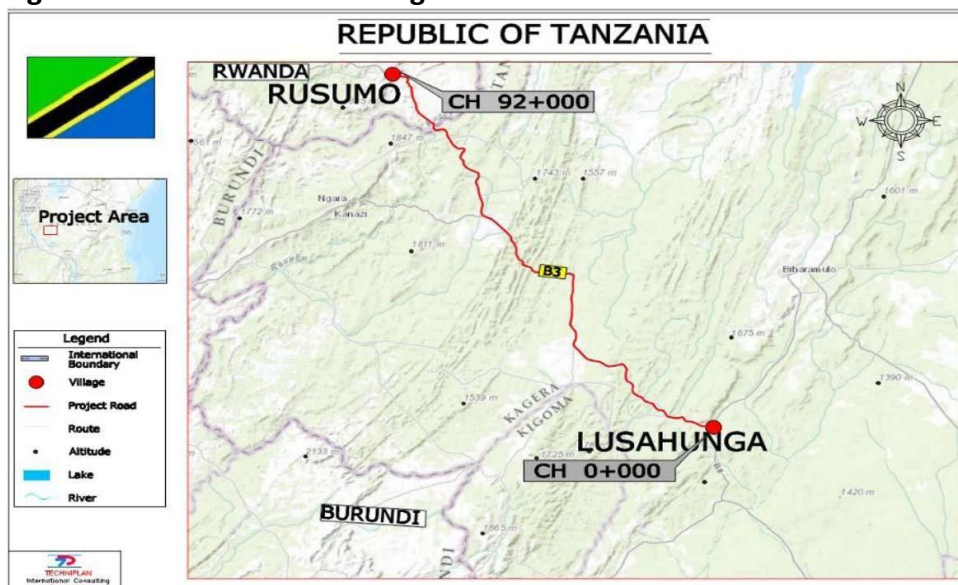 REPUBLIC OF TANZANIA
RWANDA
RUSUMO
CH 92+000
N
W E
S
BURUNDI
1847 m
1743 m
1557 m
1601 m
Ngara
Kanazi
1772 m
1811 m
Project Area
B3
Biharamulo
Legend
International
Boundary
Village
Project Road
Route
Altitude
Lake
River
1675 m
1390 m
1539 m
KAGERA
KIGOMA
LUSAHUNGA
CH 0+000
2133 m
1725 m
1420 m
BURUNDI
1865 m
TECHNIPLAN
International Consulting